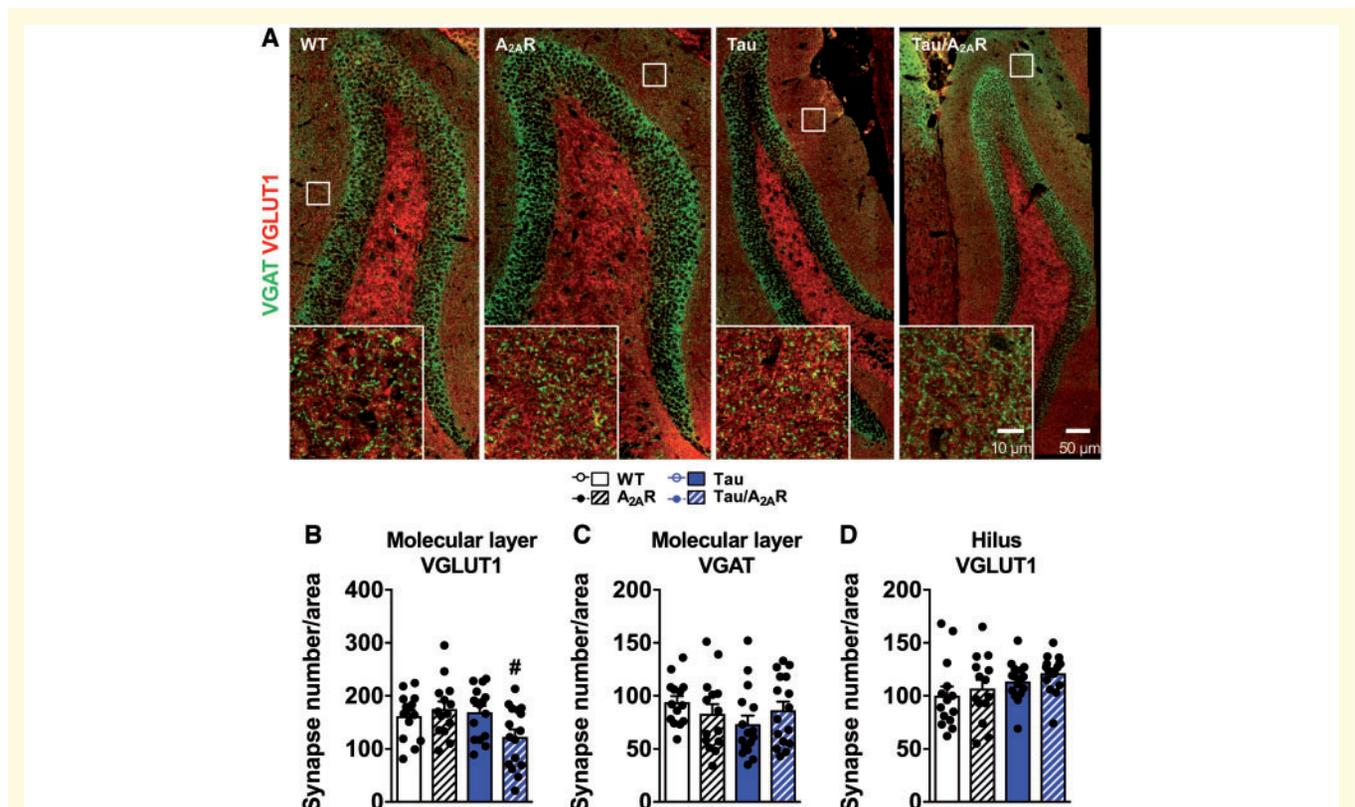 A
WT
A2AR
Tau
Tau/A2AR
VGAT VGLUT1
10 µm
50 µm
WT
Tau
A2AR
Tau/A2AR
B
Molecular layer
VGLUT1
Synapse number/area
400
300
200
100
0
#
C
Molecular layer
VGAT
Synapse number/area
200
150
100
50
0
D
Hilus
VGLUT1
Synapse number/area
200
150
100
50
0